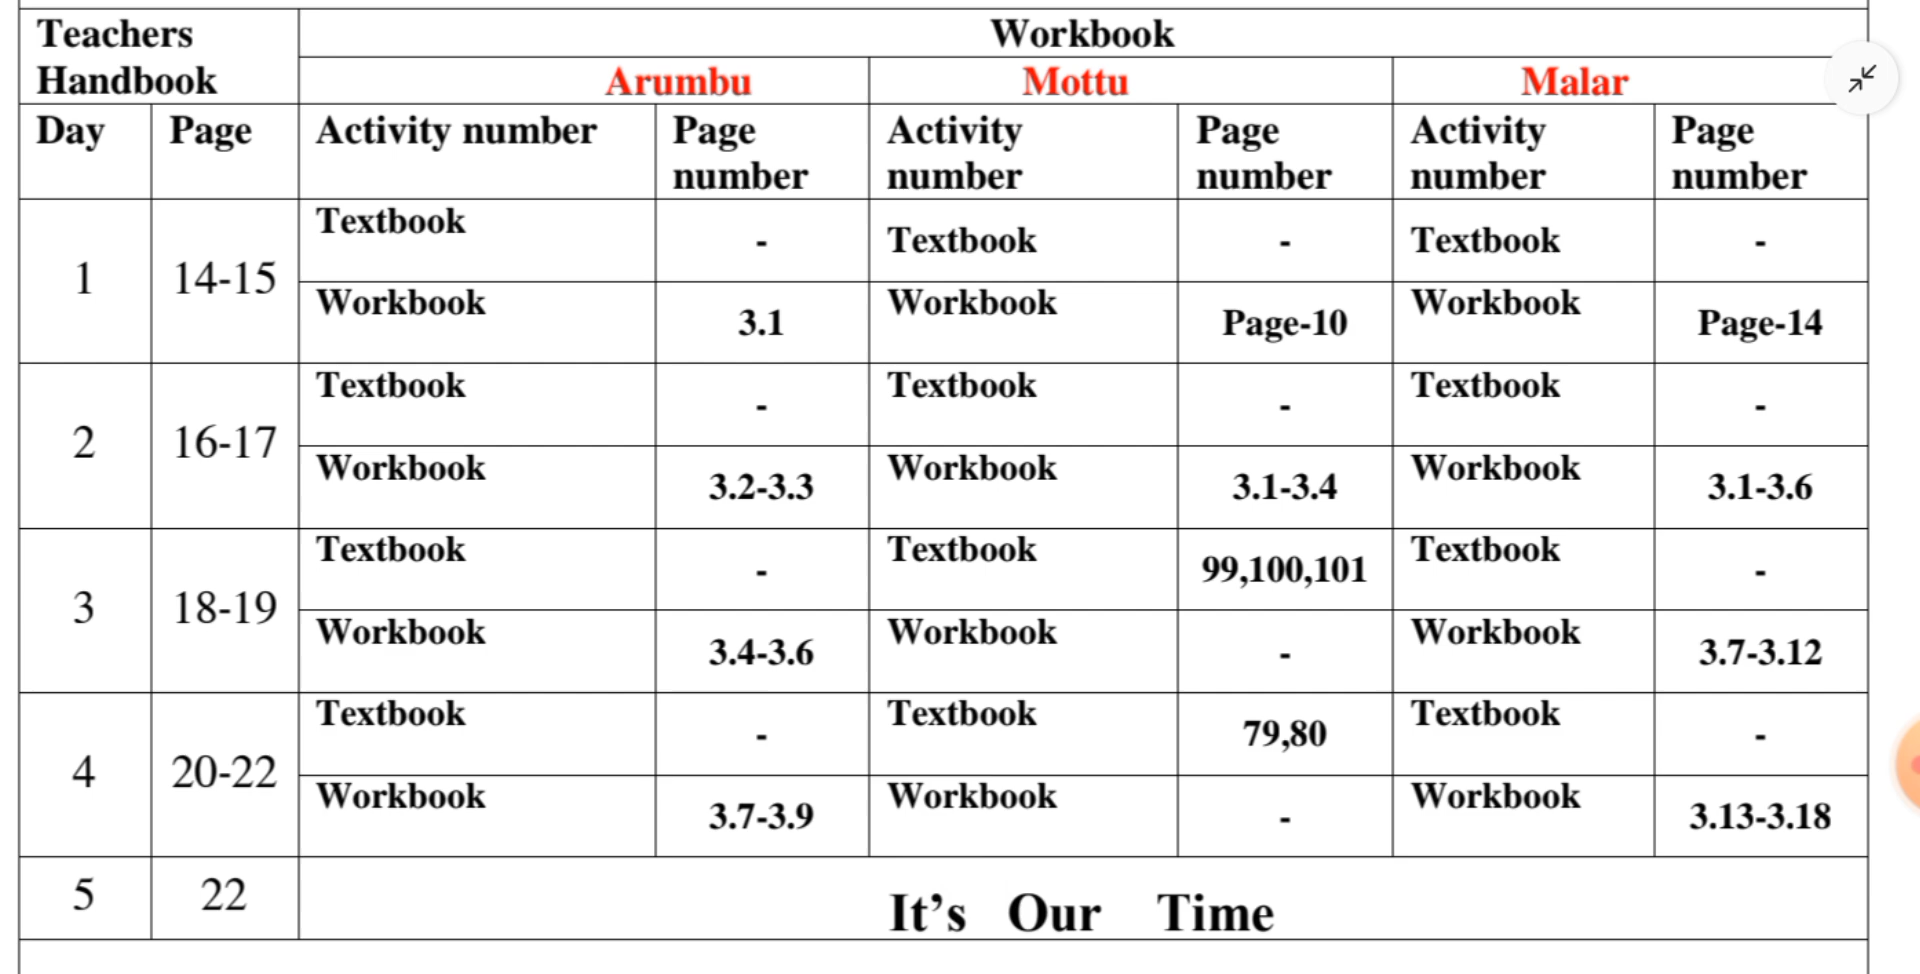 Teachers Handbook
Workbook
Arumbu Mottu Malar
Day Page Activity number Page number Activity number Page number Activity number Page number
1 14-15 Textbook - Textbook - Textbook -
Workbook 3.1 Workbook Page-10 Workbook Page-14
2 16-17 Textbook - Textbook - Textbook -
Workbook 3.2-3.3 Workbook 3.1-3.4 Workbook 3.1-3.6
3 18-19 Textbook - Textbook 99,100,101 Textbook -
Workbook 3.4-3.6 Workbook - Workbook 3.7-3.12
4 20-22 Textbook - Textbook 79,80 Textbook -
Workbook 3.7-3.9 Workbook - Workbook 3.13-3.18
5 22 It’s Our Time